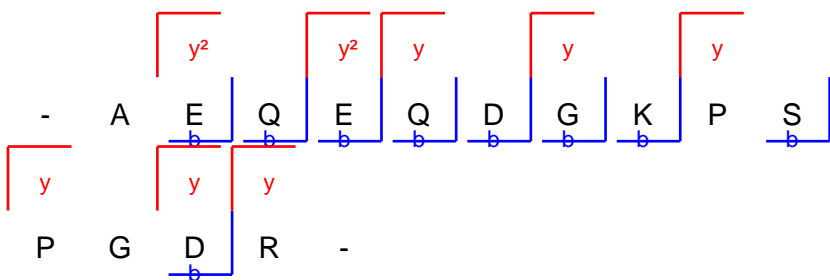 y² y² y y y
- A E Q E Q D G K P S
b b b b b b b b
y y y
P G D R -
b